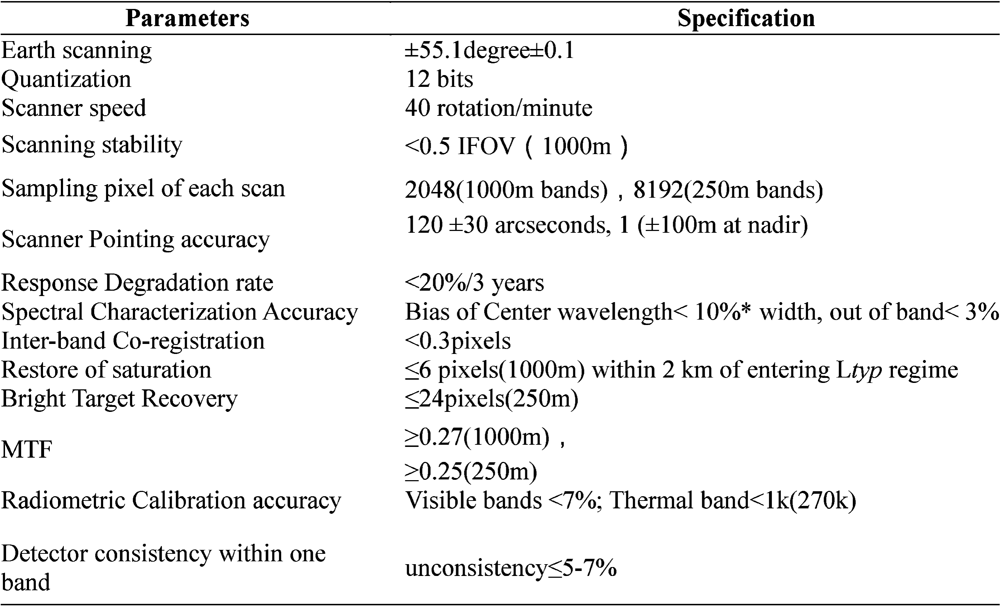 Parameters Specification
Earth scanning ±55.1degree±0.1
Quantization 12 bits
Scanner speed 40 rotation/minute
Scanning stability <0.5 IFOV ( 1000m )
Sampling pixel of each scan 2048(1000m bands) , 8192(250m bands)
120 ±30 arcseconds, 1 (±100m at nadir)
Scanner Pointing accuracy
Response Degradation rate <20%/3 years
Spectral Characterization Accuracy Bias of Center wavelength< 10%* width, out of band< 3%
Inter-band Co-registration <0.3pixels
Restore of saturation ≤6 pixels(1000m) within 2 km of entering Ltyp regime
Bright Target Recovery ≤24pixels(250m)
≥0.27(1000m) ,
MTF
≥0.25(250m)
Radiometric Calibration accuracy Visible bands <7%; Thermal band<1k(270k)
Detector consistency within one
band
unconsistency≤5-7%